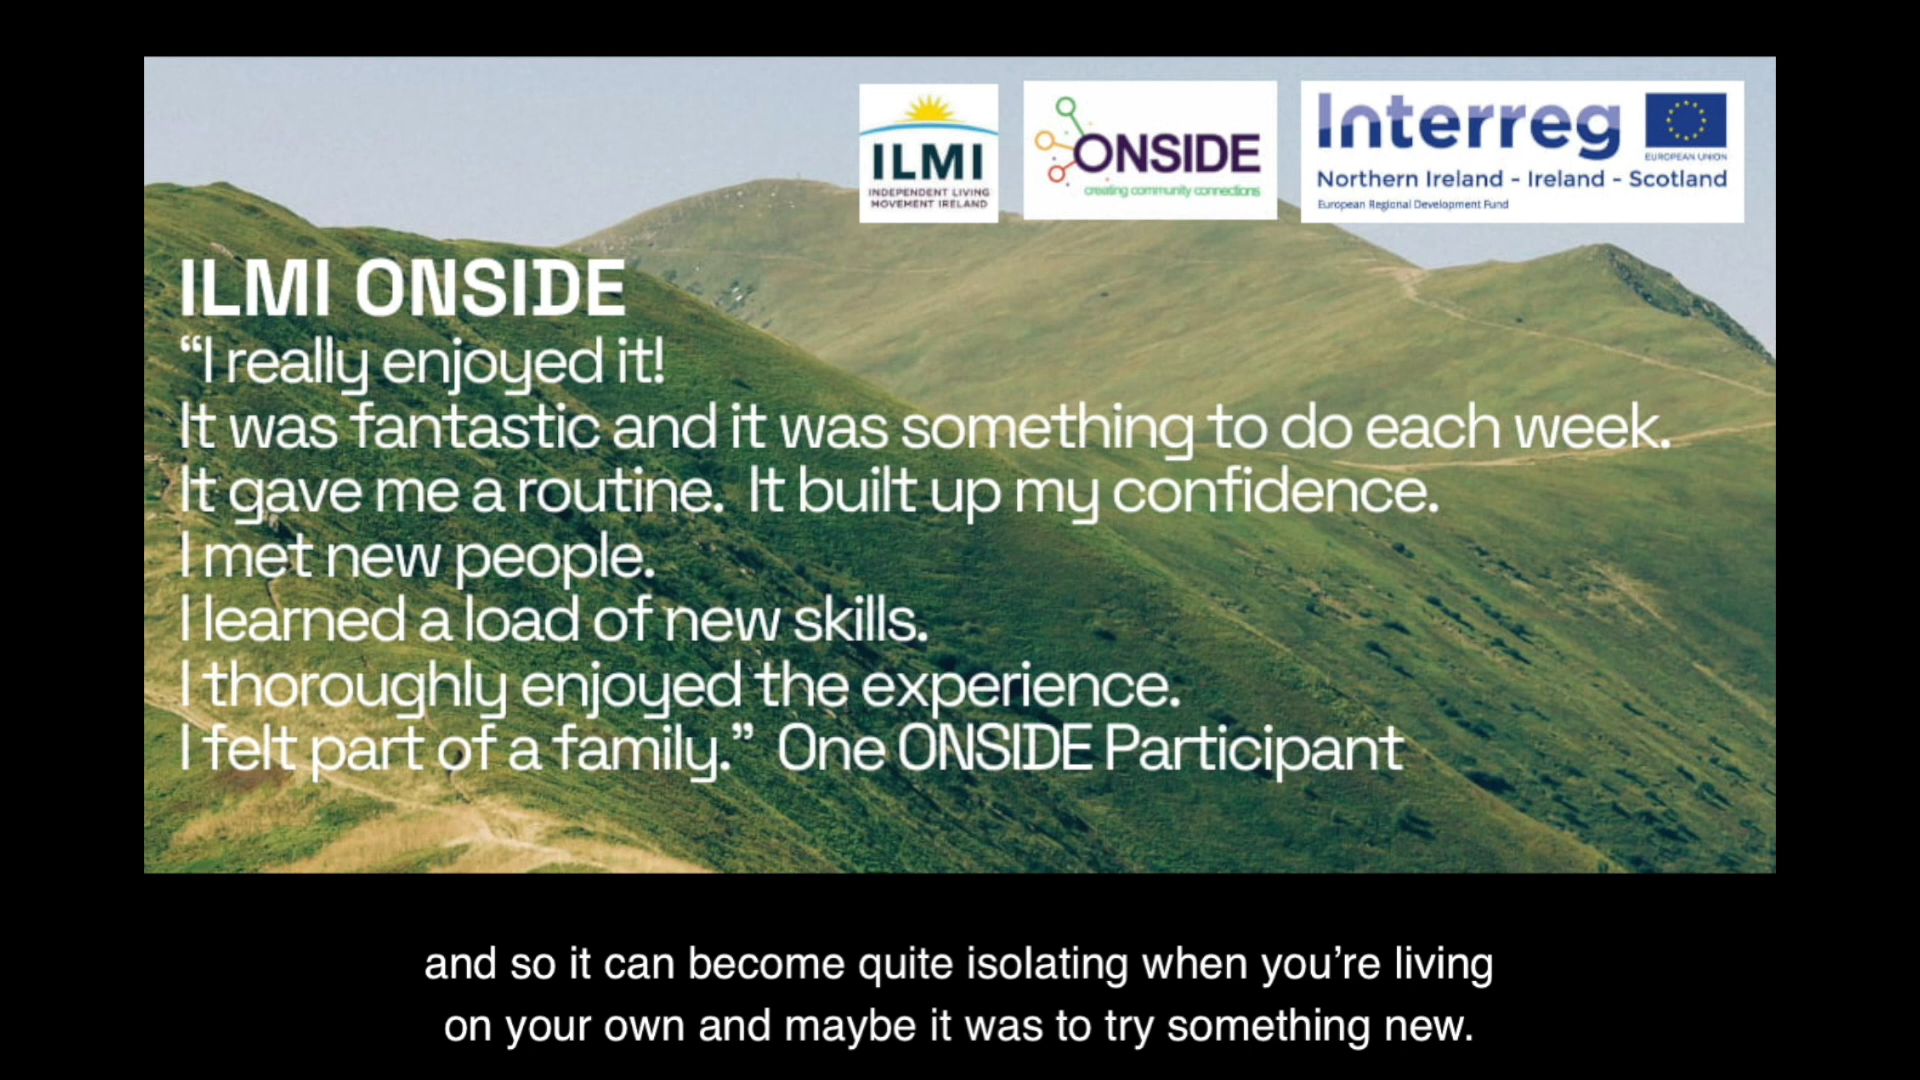 ILMI
INDEPENDENT LIVING
MOVEMENT IRELAND
ONSIDE
creating community connections
Interreg
EUROPEAN UNION
Northern Ireland - Ireland - Scotland
European Regional Development Fund
ILMI ONSIDE
“I really enjoyed it!
It was fantastic and it was something to do each week.
It gave me a routine. It built up my confidence.
I met new people.
I learned a load of new skills.
I thoroughly enjoyed the experience.
I felt part of a family.” One ONSIDE Participant
and so it can become quite isolating when you’re living
on your own and maybe it was to try something new.